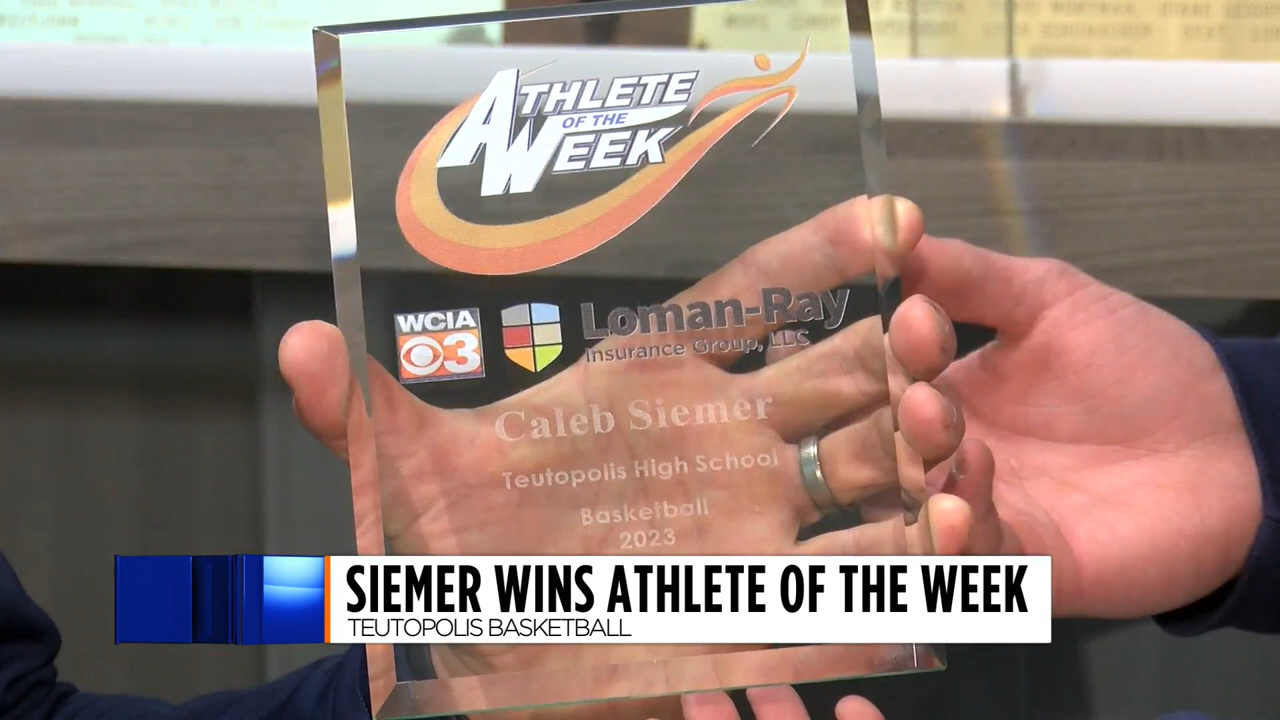 ATHLETE
OF THE
WEEK
WCIA
3
Loman-Ray
Insurance Group, LLC
Caleb Siemer
Teutopolis High School
Basketball
2023
SIEMER WINS ATHLETE OF THE WEEK
TEUTOPOLIS BASKETBALL